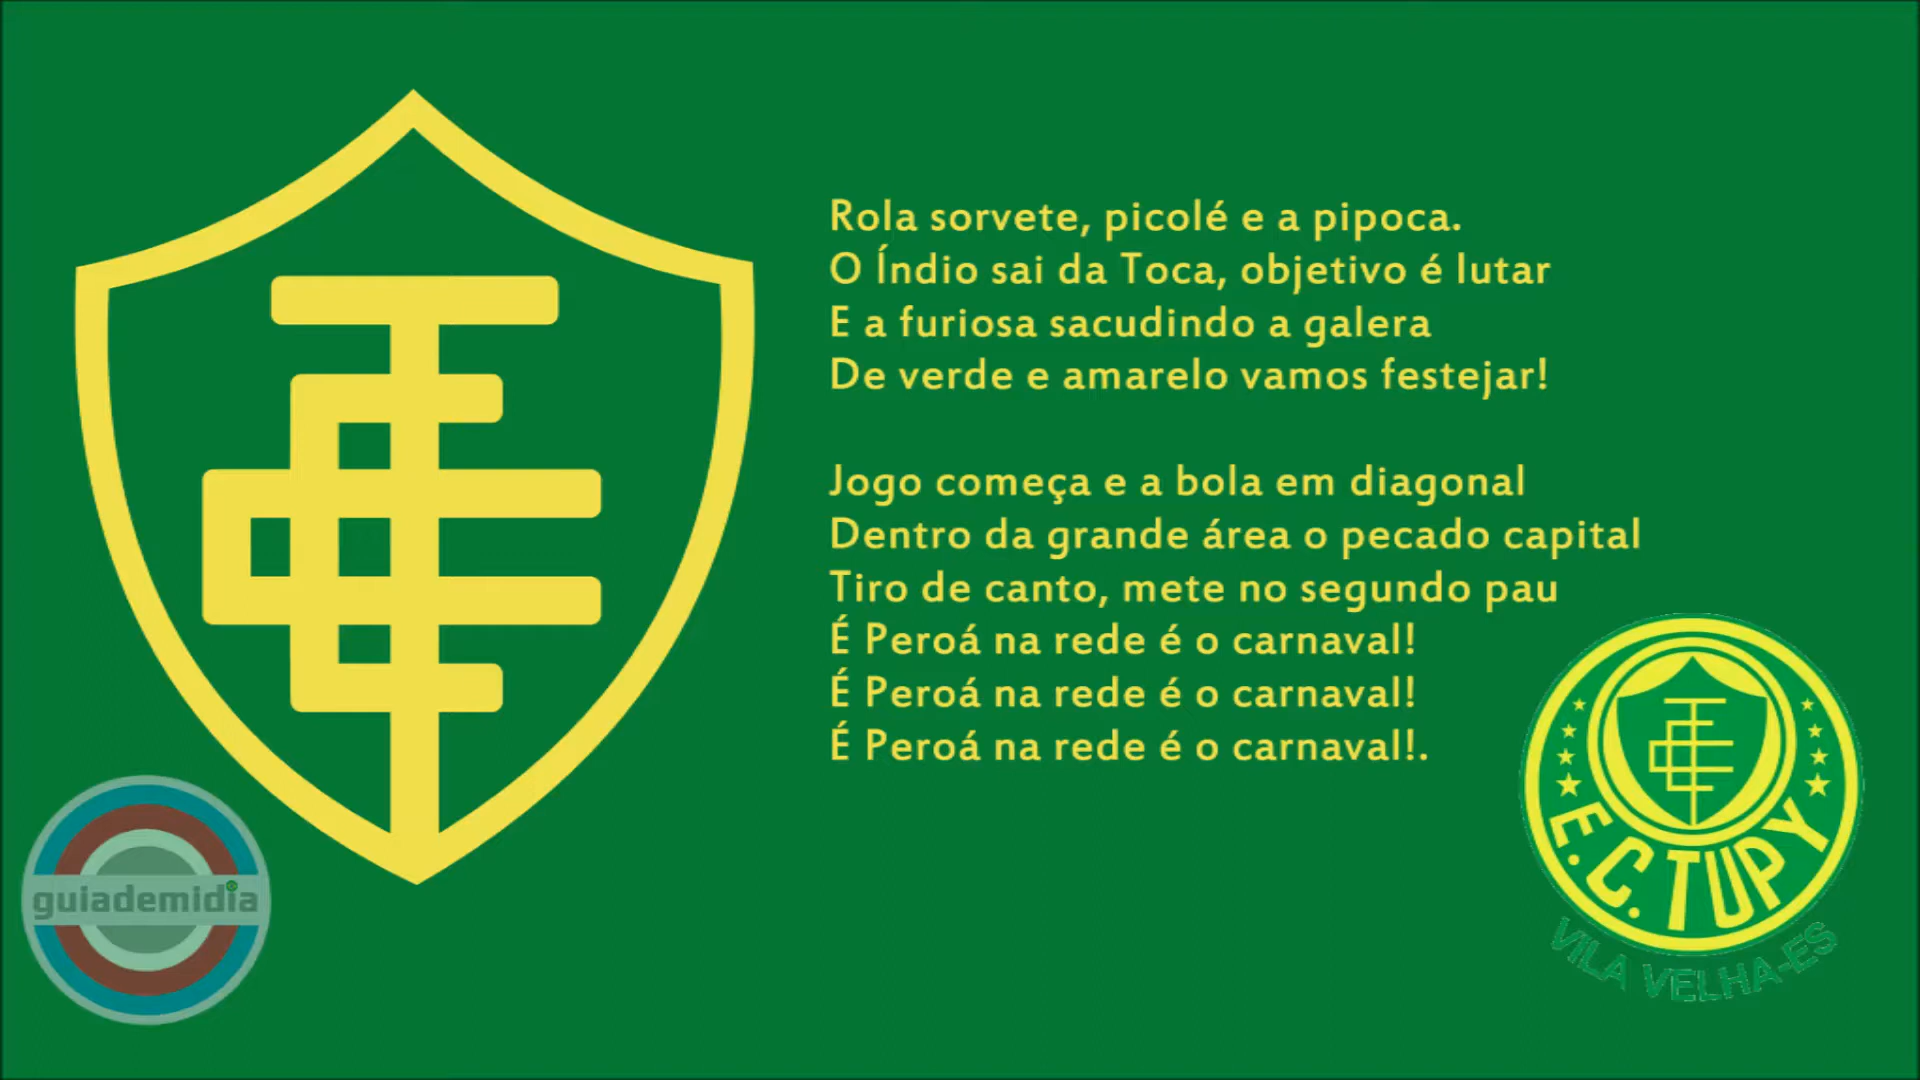 Rola sorvete, picolé e a pipoca.
O Índio sai da Toca, objetivo é lutar
E a furiosa sacudindo a galera
De verde e amarelo vamos festejar!
Jogo começa e a bola em diagonal
Dentro da grande área o pecado capital
Tiro de canto, mete no segundo pau
É Peroá na rede é o carnaval!
É Peroá na rede é o carnaval!
É Peroá na rede é o carnaval!.
guiademidia
E.C. TUPY
VILA VELHA-ES